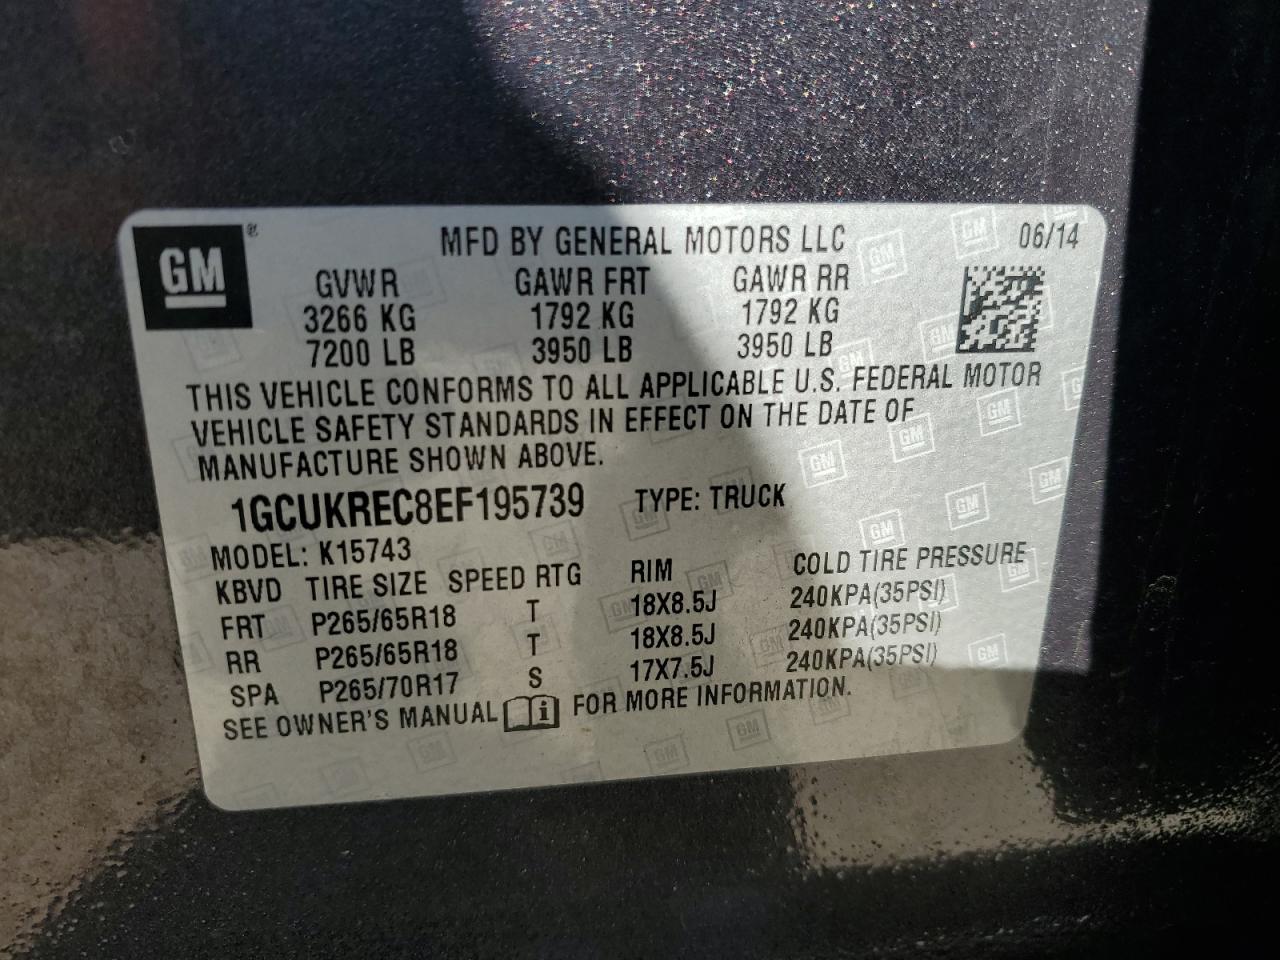 GM ® MFD BY GENERAL MOTORS LLC 06/14
GVWR GAWR FRT GAWR RR
3266 KG 1792 KG 1792 KG
7200 LB 3950 LB 3950 LB
THIS VEHICLE CONFORMS TO ALL APPLICABLE U.S. FEDERAL MOTOR
VEHICLE SAFETY STANDARDS IN EFFECT ON THE DATE OF
MANUFACTURE SHOWN ABOVE.
1GCUKREC8EF195739 TYPE: TRUCK
MODEL: K15743
KBVD TIRE SIZE SPEED RTG RIM COLD TIRE PRESSURE
FRT P265/65R18 T 18X8.5J 240KPA(35PSI)
RR P265/65R18 T 18X8.5J 240KPA(35PSI)
SPA P265/70R17 S 17X7.5J 240KPA(35PSI)
SEE OWNER'S MANUAL i FOR MORE INFORMATION.